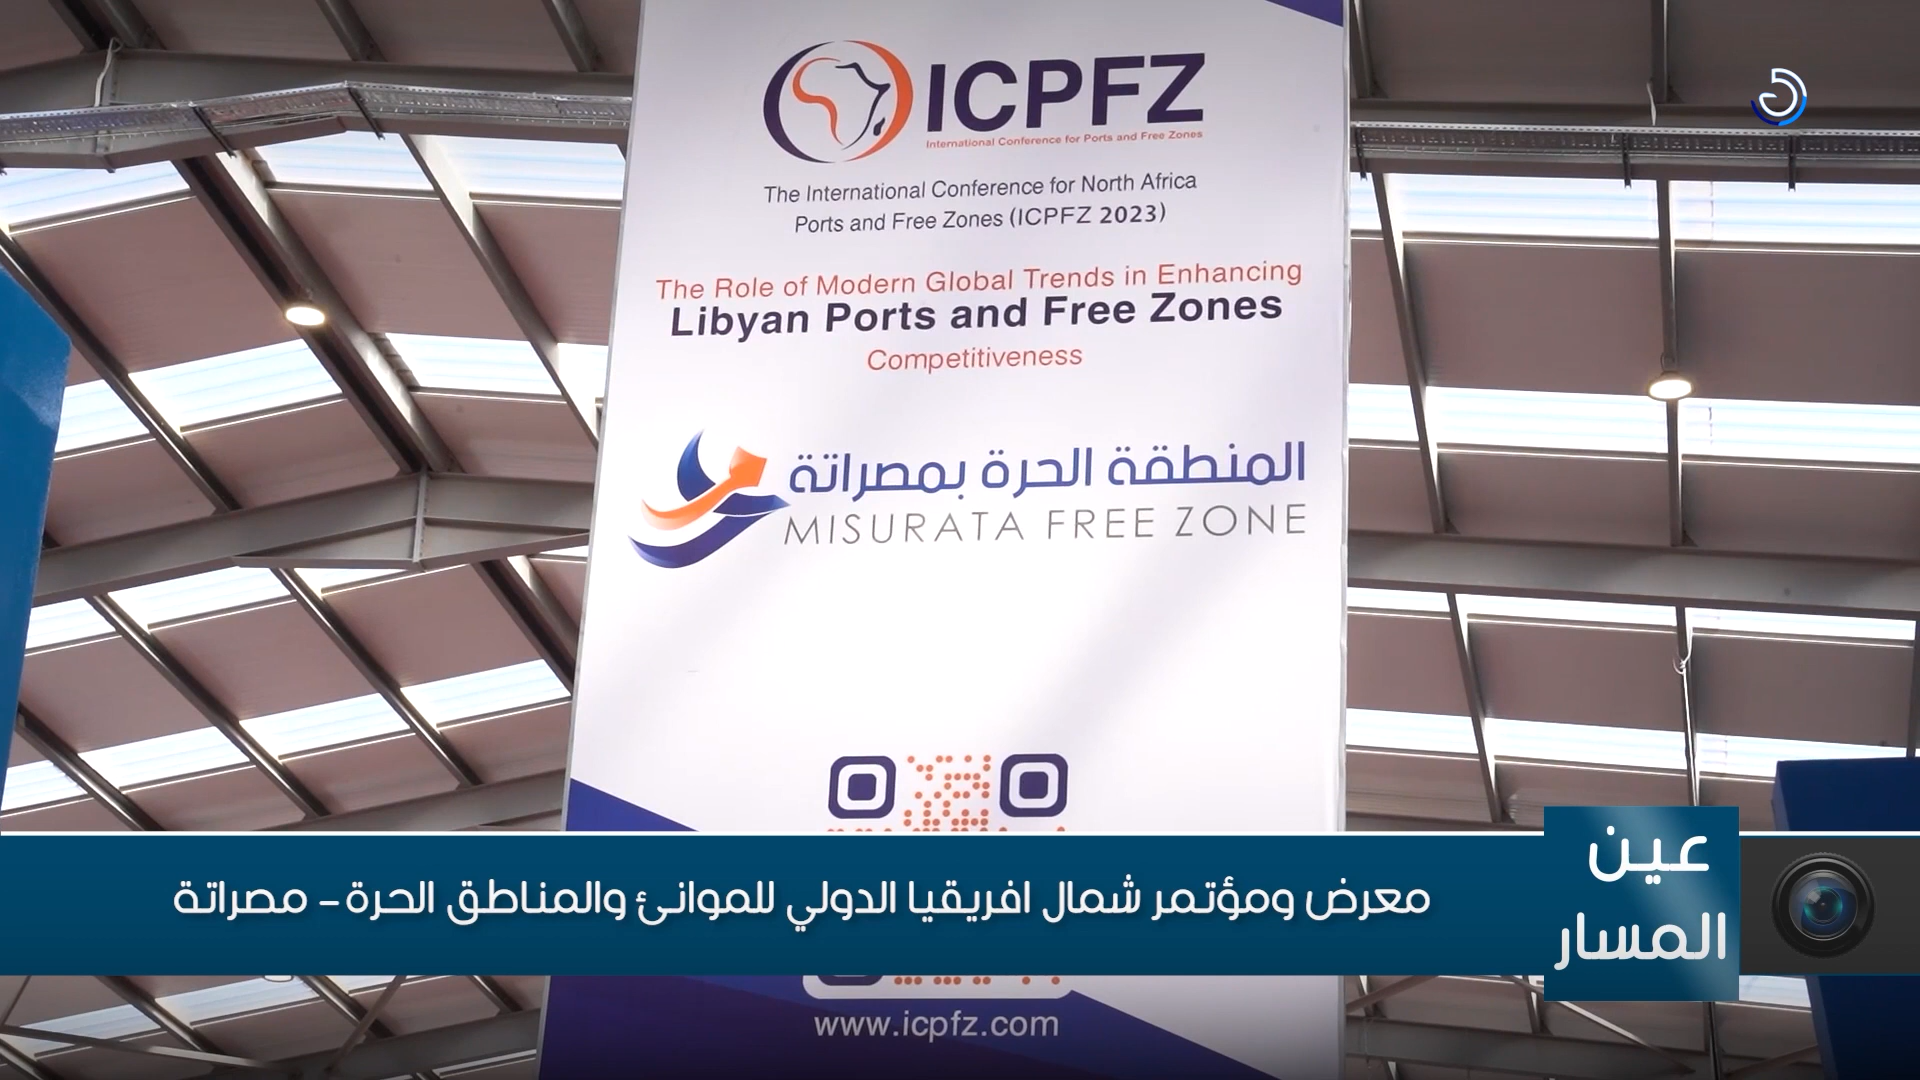 ICPFZ
International Conference for Ports and Free Zones
The International Conference for North Africa
Ports and Free Zones (ICPFZ 2023)
The Role of Modern Global Trends in Enhancing
Libyan Ports and Free Zones
Competitiveness
المنطقة الحرة بمصراتة
MISURATA FREE ZONE
عين
المسار
معرض ومؤتمر شمال افريقيا الدولي للموانئ والمناطق الحرة - مصراتة
www.icpfz.com